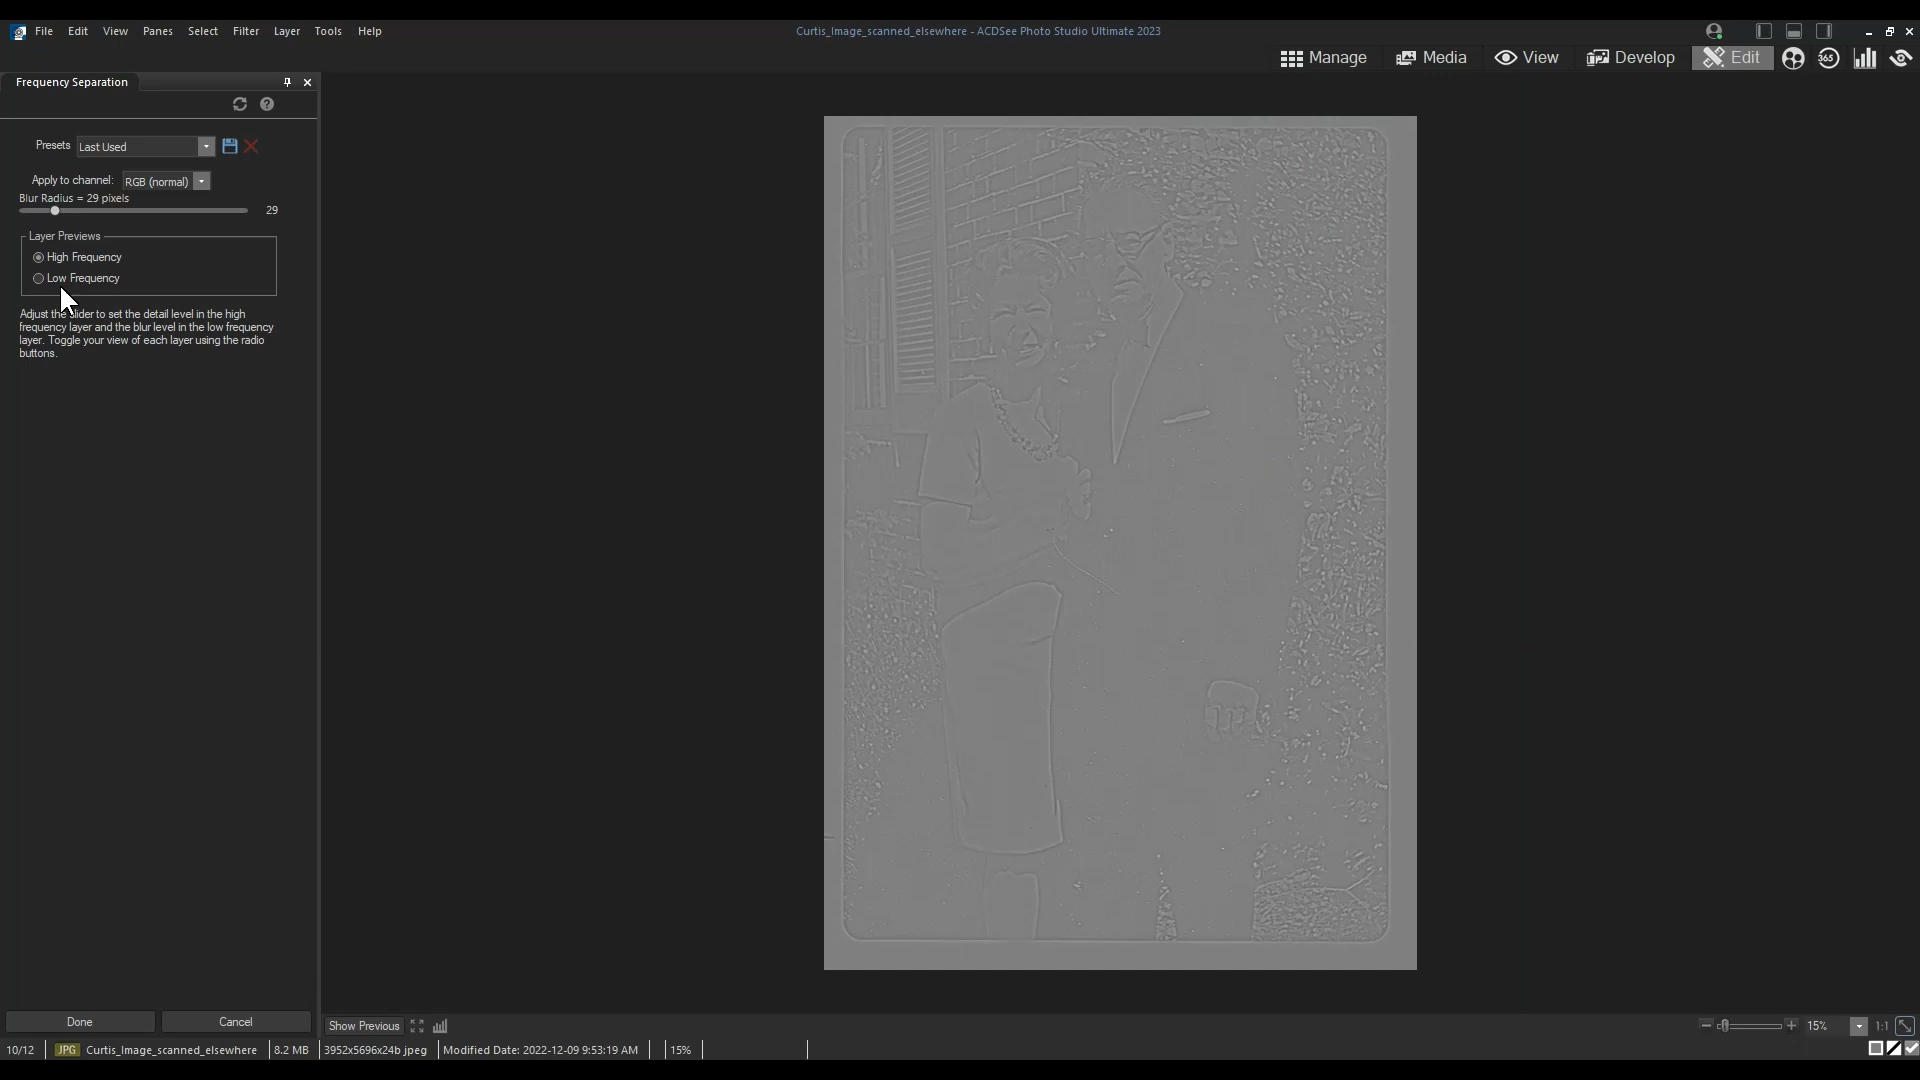 File Edit View Panes Select Filter Layer Tools Help
Curtis_Image_scanned_elsewhere - ACDSee Photo Studio Ultimate 2023
Manage Media View Develop Edit 365
Frequency Separation
Presets Last Used
Apply to channel: RGB (normal)
Blur Radius = 29 pixels
29
Layer Previews
High Frequency
Low Frequency
Adjust the slider to set the detail level in the high
frequency layer and the blur level in the low frequency
layer. Toggle your view of each layer using the radio
buttons.
Done Cancel
Show Previous
15% 1:1
10/12 JPG Curtis_Image_scanned_elsewhere 8.2 MB 3952x5696x24b jpeg Modified Date: 2022-12-09 9:53:19 AM 15%